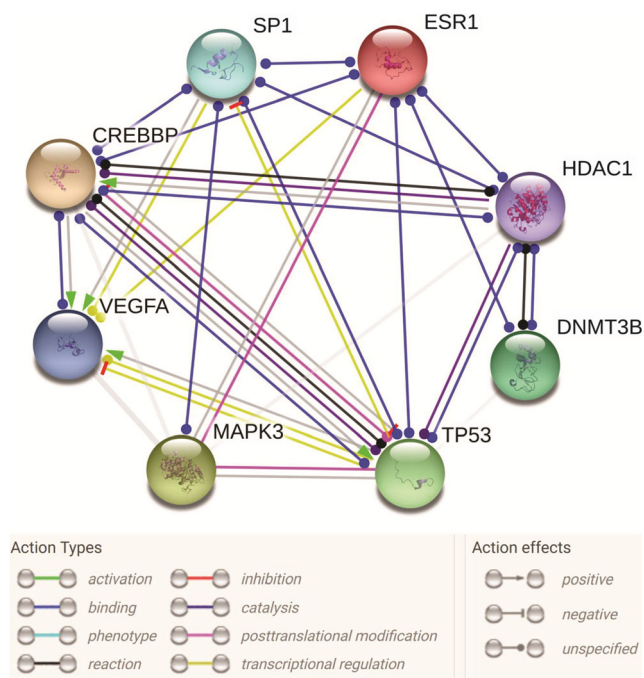 SP1
ESR1
CREBBP
HDAC1
VEGFA
DNMT3B
MAPK3
TP53
Action Types
activation
binding
phenotype
reaction
inhibition
catalysis
posttranslational modification
transcriptional regulation
Action effects
positive
negative
unspecified